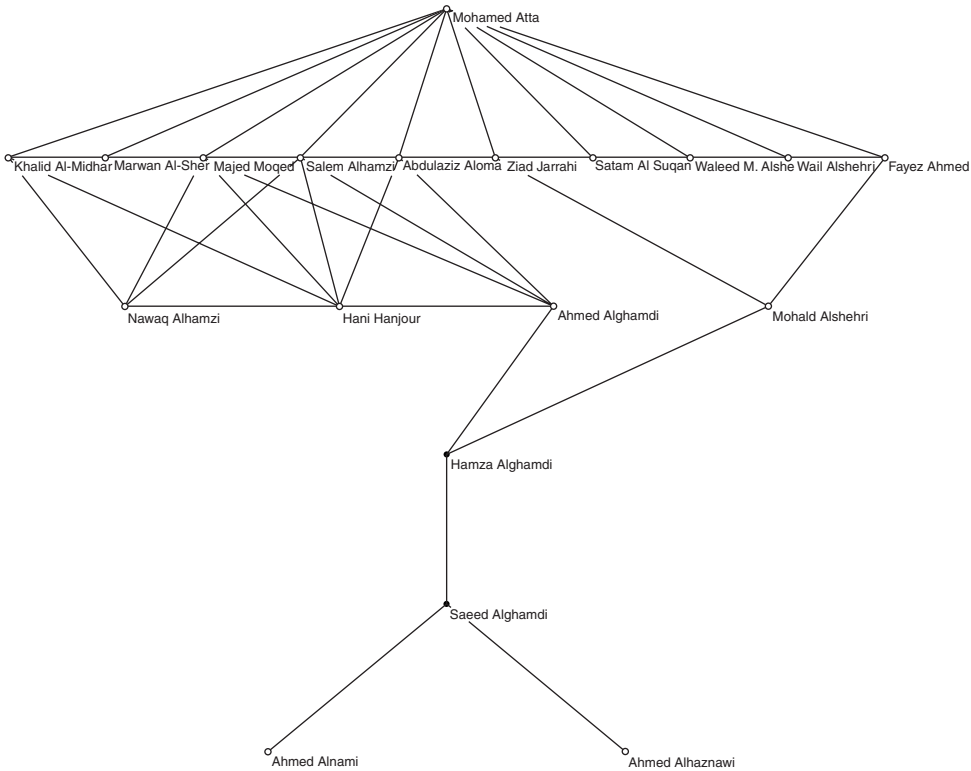 Mohamed Atta
Khalid Al-Midhar
Marwan Al-Sher
Majed Moqed
Salem Alhamzi
Abdulaziz Aloma
Ziad Jarrahi
Satam Al Suqan
Waleed M. Alshe
Wail Alshehri
Fayez Ahmed
Nawaq Alhamzi
Hani Hanjour
Ahmed Alghamdi
Mohald Alshehri
Hamza Alghamdi
Saeed Alghamdi
Ahmed Alnami
Ahmed Alhaznawi